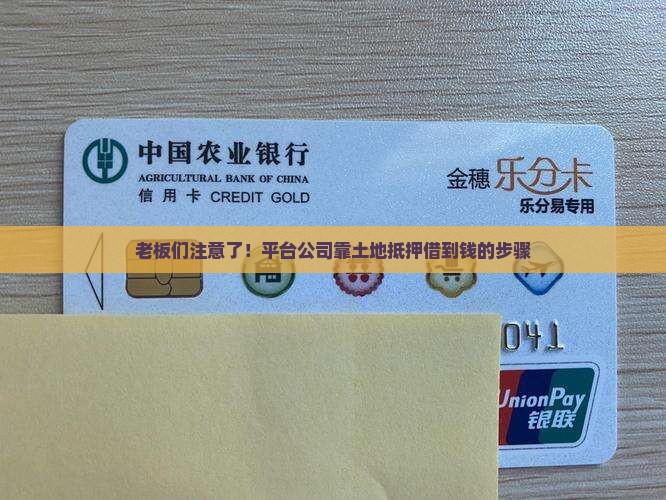 中国农业银行
AGRICULTURAL BANK OF CHINA
信用卡 CREDIT GOLD
金穗 乐分卡
乐分易专用
老板们注意了！平台公司靠土地抵押借到钱的步骤
041
UnionPay
银联